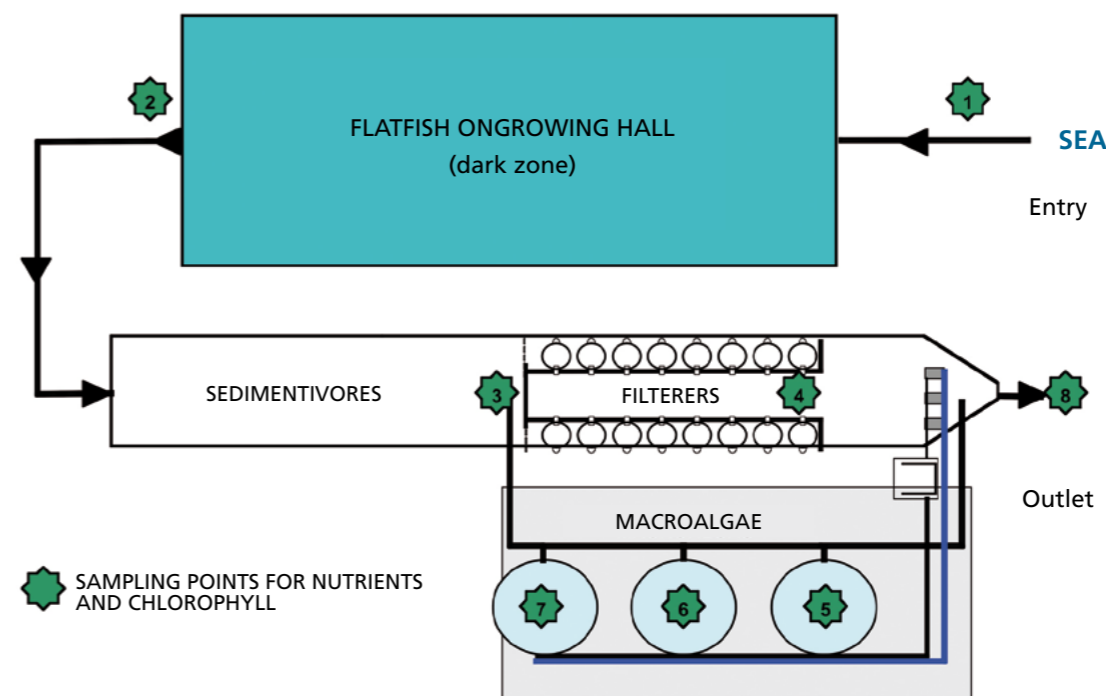 2
1
FLATFISH ONGROWING HALL
(dark zone)
SEA
Entry
SEDIMENTIVORES
3
FILTERERS
4
8
Outlet
MACROALGAE
SAMPLING POINTS FOR NUTRIENTS
AND CHLOROPHYLL
7
6
5